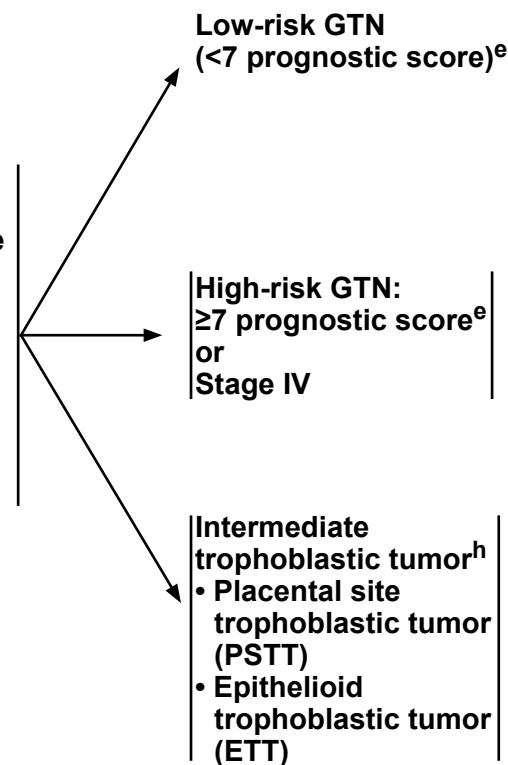 Low-risk GTN
(<7 prognostic score)e
e
High-risk GTN:
≥7 prognostic scoree
or
Stage IV
Intermediate
trophoblastic tumorh
• Placental site
trophoblastic tumor
(PSTT)
• Epithelioid
trophoblastic tumor
(ETT)